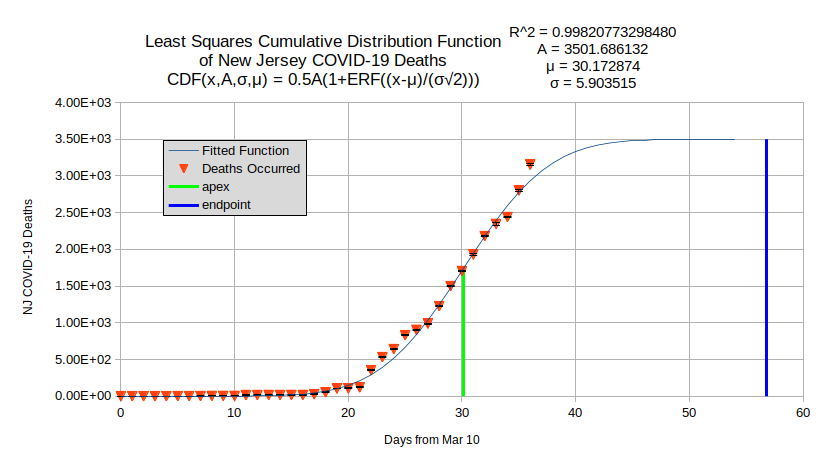 Least Squares Cumulative Distribution Function
of New Jersey COVID-19 Deaths
CDF(x,A,σ,μ) = 0.5A(1+ERF((x-μ)/(σ√2)))
R^2 = 0.99820773298480
A = 3501.686132
μ = 30.172874
σ = 5.903515
4.00E+03
3.50E+03
3.00E+03
2.50E+03
2.00E+03
1.50E+03
1.00E+03
5.00E+02
0.00E+00
NJ COVID-19 Deaths
Fitted Function
Deaths Occurred
apex
endpoint
0 10 20 30 40 50 60
Days from Mar 10